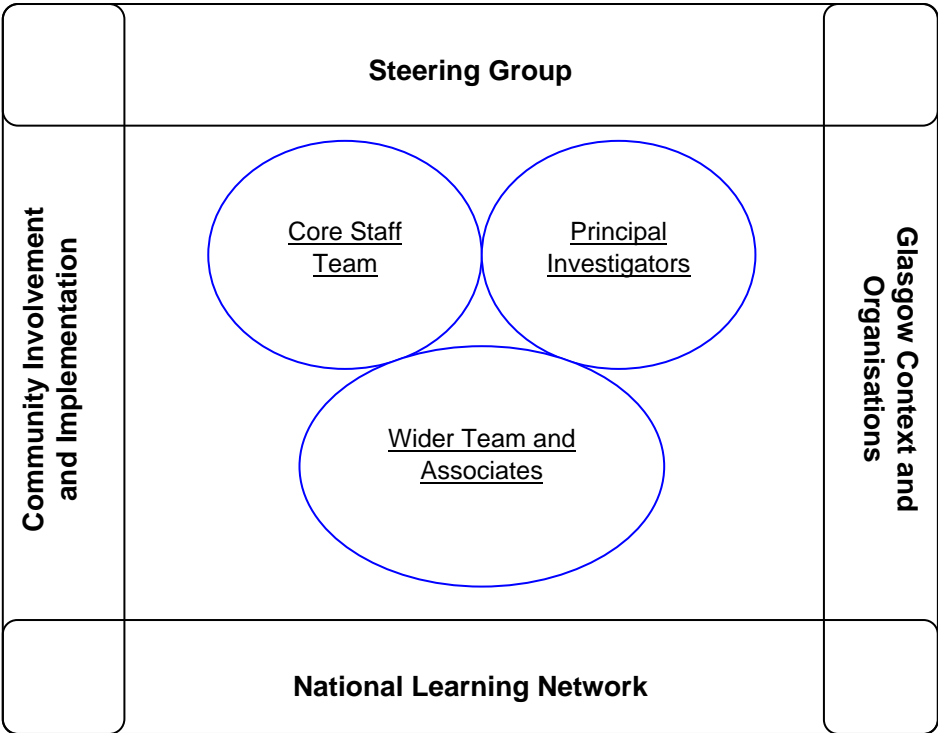 Steering Group
Community Involvement
and Implementation
Core Staff
Team
Principal
Investigators
Wider Team and
Associates
Glasgow Context and
Organisations
National Learning Network